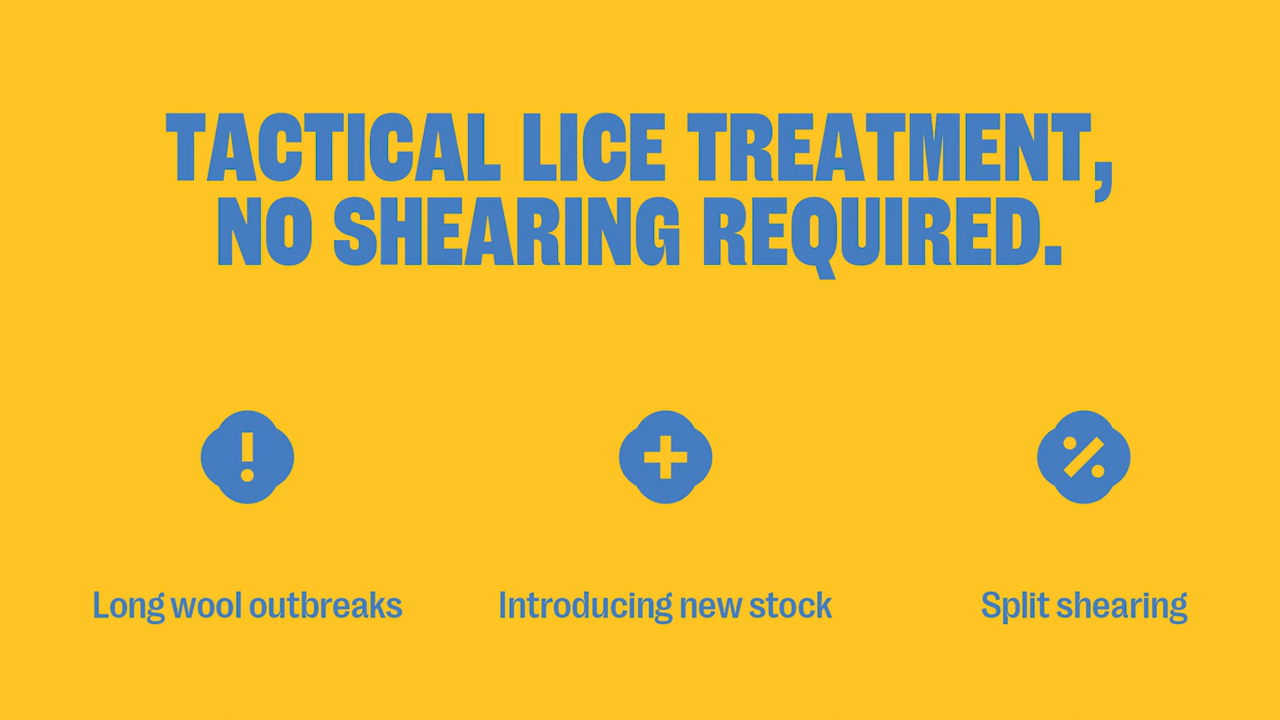 TACTICAL LICE TREATMENT,
NO SHEARING REQUIRED.
!
+
%
Long wool outbreaks
Introducing new stock
Split shearing